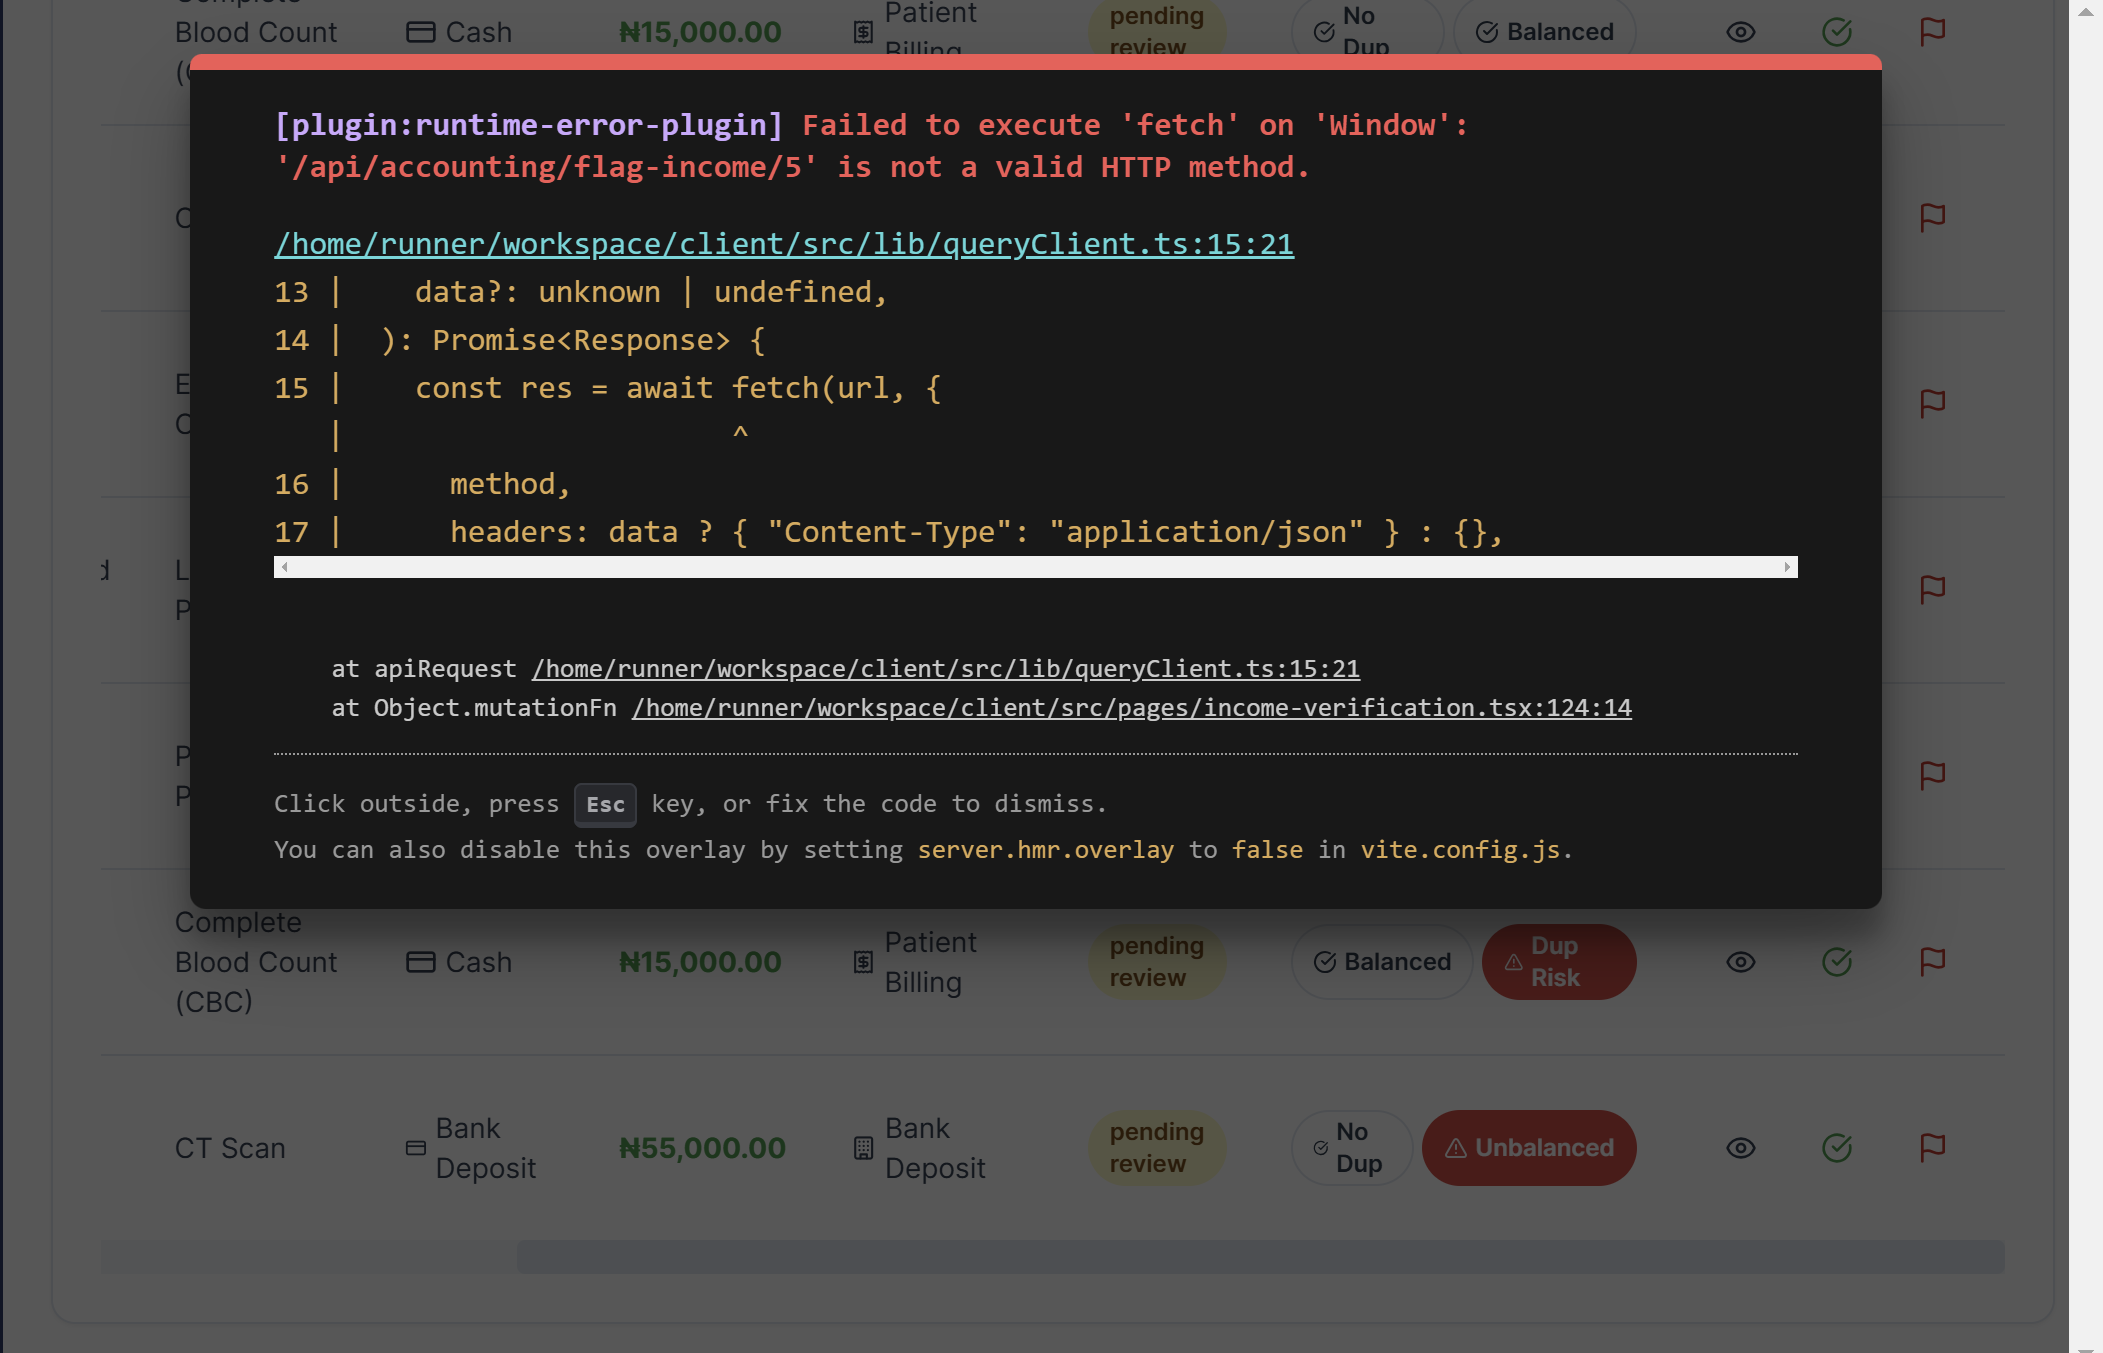 Blood Count
Cash
₦15,000.00
Patient
Billing
pending
review
No
Dup
Balanced
[plugin:runtime-error-plugin] Failed to execute 'fetch' on 'Window':
'/api/accounting/flag-income/5' is not a valid HTTP method.
/home/runner/workspace/client/src/lib/queryClient.ts:15:21
13 |    data?: unknown | undefined,
14 |  ): Promise<Response> {
15 |    const res = await fetch(url, {
|                      ^
16 |      method,
17 |      headers: data ? { "Content-Type": "application/json" } : {},
at apiRequest /home/runner/workspace/client/src/lib/queryClient.ts:15:21
at Object.mutationFn /home/runner/workspace/client/src/pages/income-verification.tsx:124:14
Click outside, press Esc key, or fix the code to dismiss.
You can also disable this overlay by setting server.hmr.overlay to false in vite.config.js.
Complete
Blood Count
(CBC)
Cash
₦15,000.00
Patient
Billing
pending
review
Balanced
Dup
Risk
CT Scan
Bank
Deposit
₦55,000.00
Bank
Deposit
pending
review
No
Dup
Unbalanced